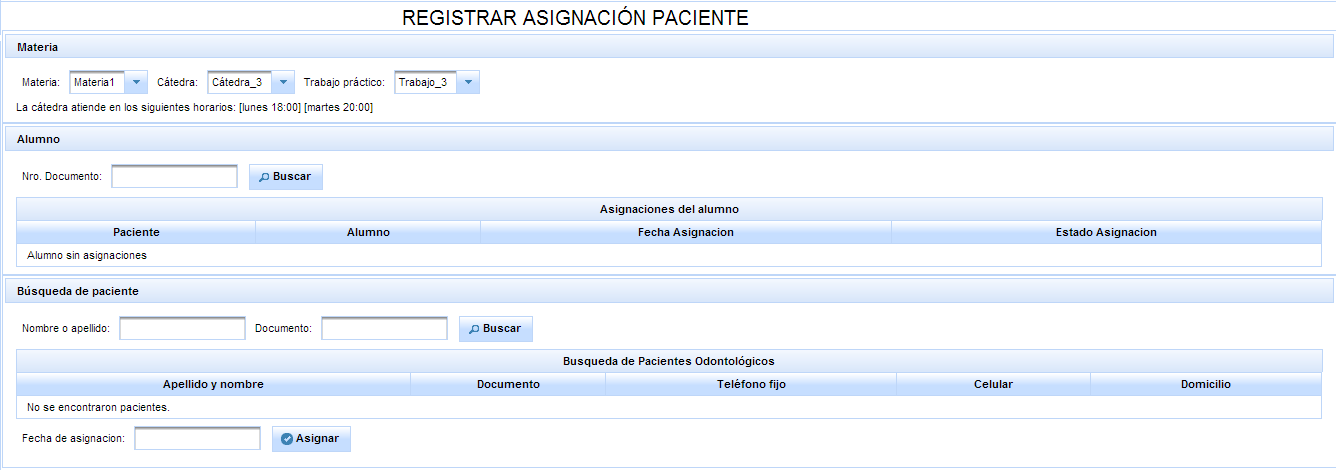 REGISTRAR ASIGNACIÓN PACIENTE
Materia
Materia: Materia1 Cátedra: Cátedra_3 Trabajo práctico: Trabajo_3
La cátedra atiende en los siguientes horarios: [lunes 18:00] [martes 20:00]
Alumno
Nro. Documento: Buscar
Asignaciones del alumno
Paciente Alumno Fecha Asignacion Estado Asignacion
Alumno sin asignaciones
Búsqueda de paciente
Nombre o apellido: Documento: Buscar
Busqueda de Pacientes Odontológicos
Apellido y nombre Documento Teléfono fijo Celular Domicilio
No se encontraron pacientes.
Fecha de asignacion: Asignar